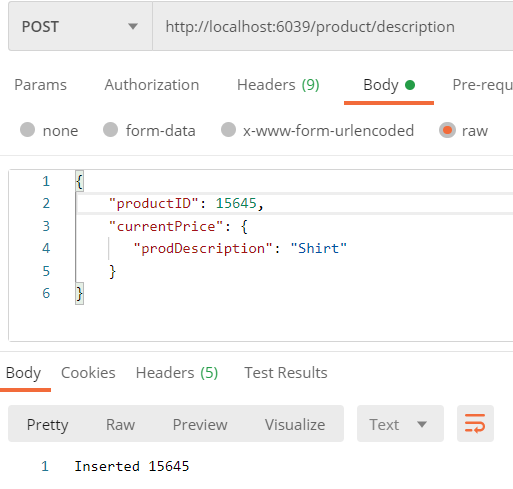 POST http://localhost:6039/product/description
Params Authorization Headers (9) Body Pre-requ
none form-data x-www-form-urlencoded raw
1 {
2 "productID": 15645,
3 "currentPrice": {
4 "prodDescription": "Shirt"
5 }
6 }
Body Cookies Headers (5) Test Results
Pretty Raw Preview Visualize Text
1 Inserted 15645